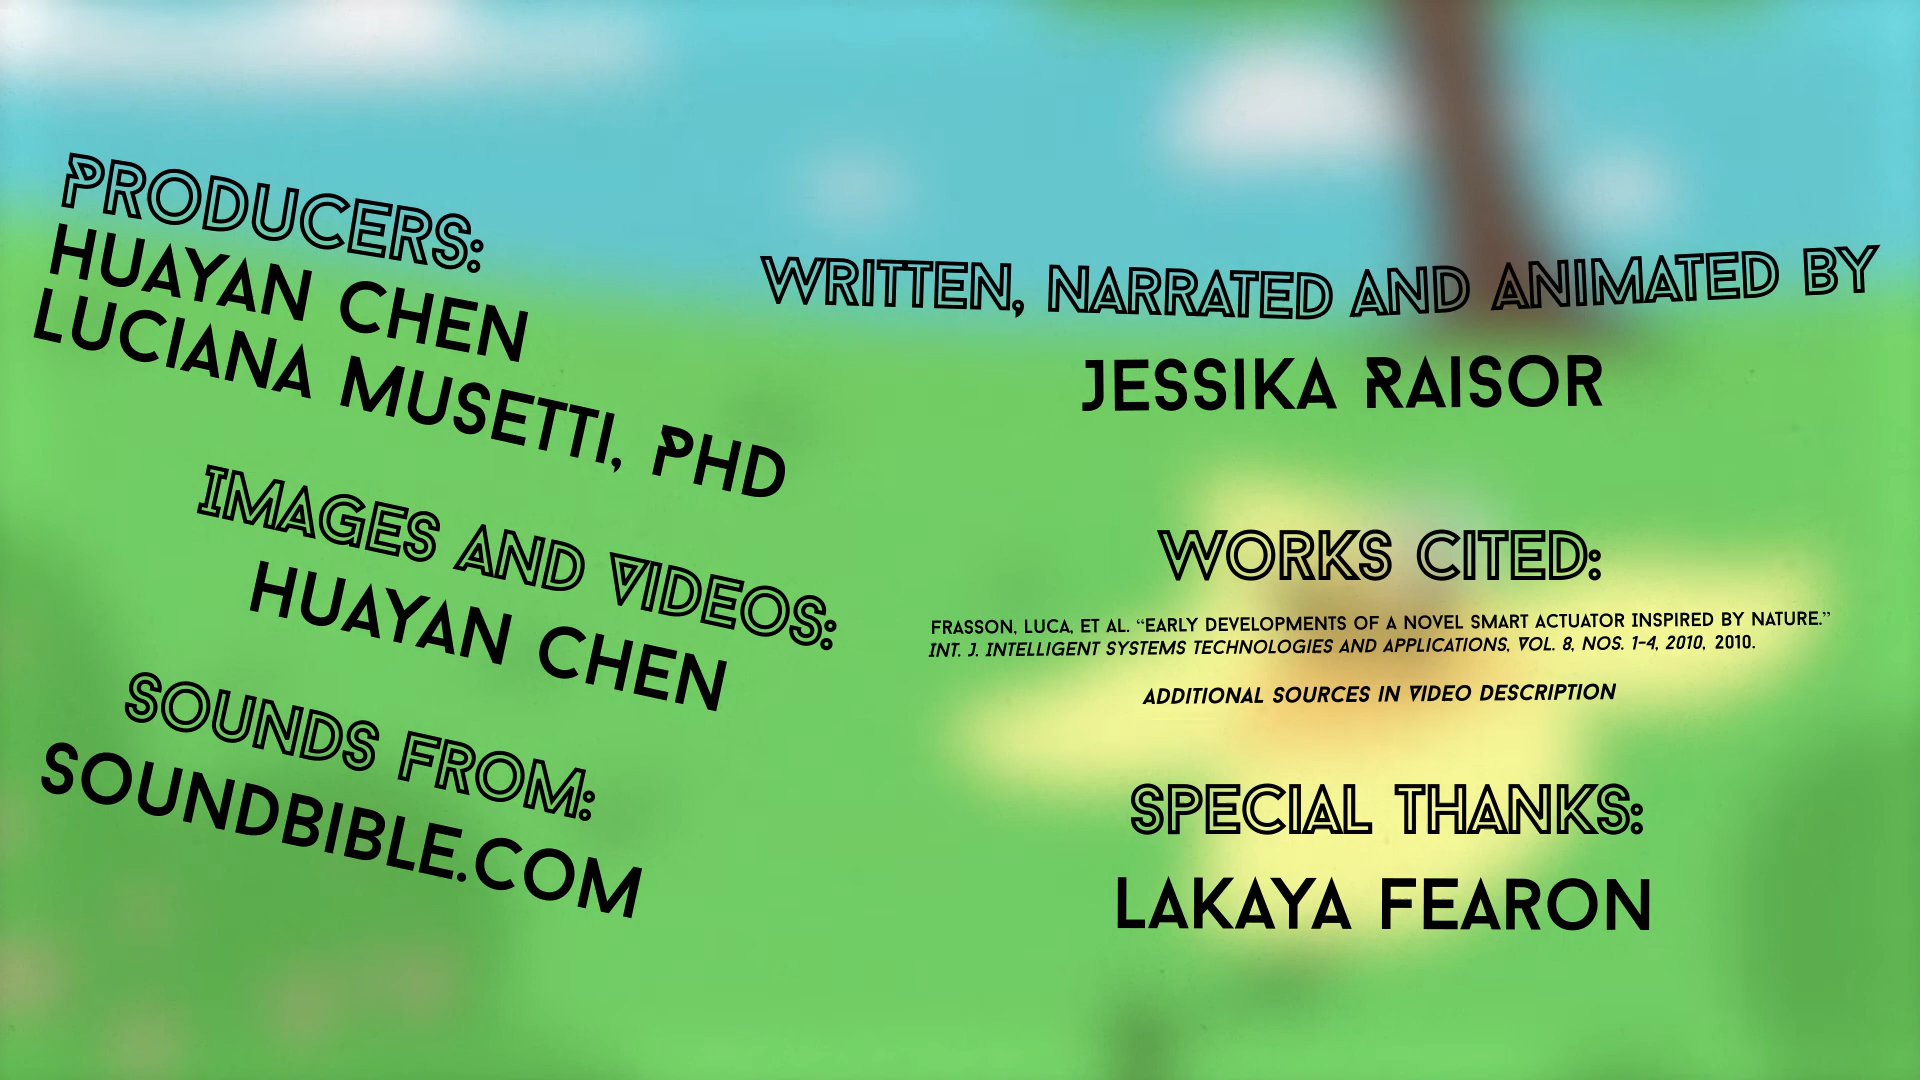 PRODUCERS:
HUAYAN CHEN
LUCIANA MUSETTI, PHD
IMAGES AND VIDEOS:
HUAYAN CHEN
SOUNDS FROM:
SOUNDBIBLE.COM
WRITTEN, NARRATED AND ANIMATED BY
JESSIKA RAISOR
WORKS CITED:
FRASSON, LUCA, ET AL. “EARLY DEVELOPMENTS OF A NOVEL SMART ACTUATOR INSPIRED BY NATURE.”
INT. J. INTELLIGENT SYSTEMS TECHNOLOGIES AND APPLICATIONS, VOL. 8, NOS. 1-4, 2010, 2010.
ADDITIONAL SOURCES IN VIDEO DESCRIPTION
SPECIAL THANKS:
LAKAYA FEARON